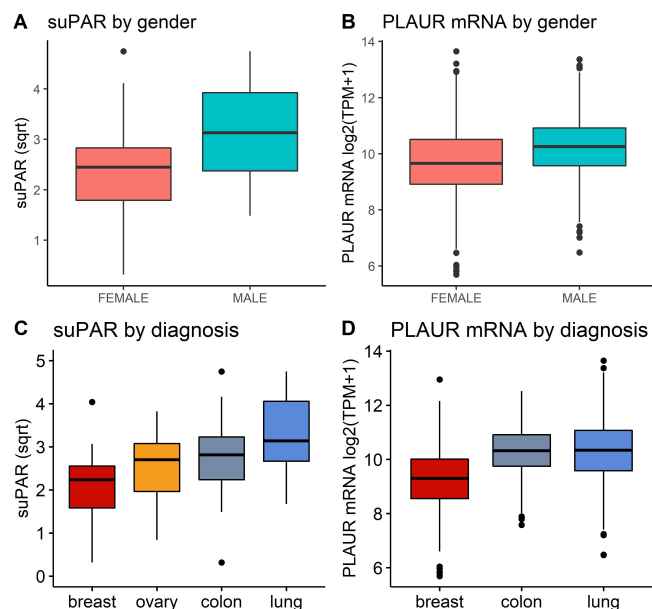 A suPAR by gender
suPAR (sqrt)
4
3
2
1
FEMALE MALE
B PLAUR mRNA by gender
PLAUR mRNA log2(TPM+1)
14
12
10
8
6
FEMALE MALE
C suPAR by diagnosis
suPAR (sqrt)
5
4
3
2
1
0
breast ovary colon lung
D PLAUR mRNA by diagnosis
PLAUR mRNA log2(TPM+1)
14
12
10
8
6
breast colon lung